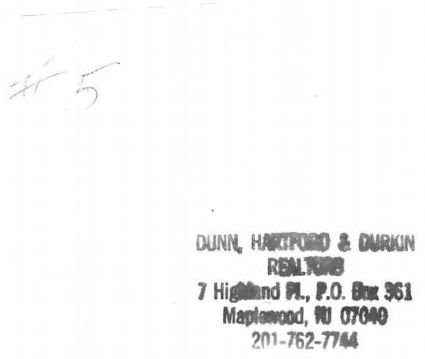 # 5
DUNN, HARTFORD & DURKIN
REALTORS
7 Highland Pl., P.O. Box 361
Maplewood, NJ 07040
201-762-7744